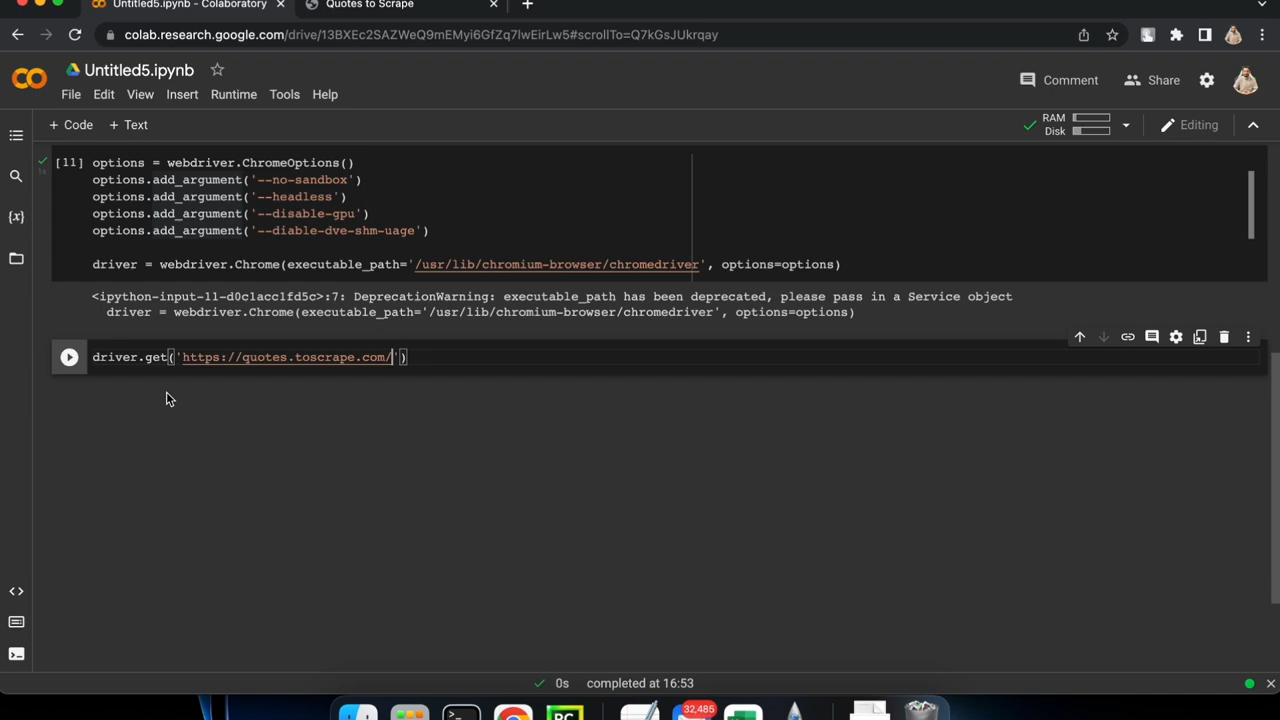 Untitled5.ipynb - Colaboratory
Quotes to Scrape
colab.research.google.com/drive/13BXEc2SAZWeQ9mEMyi6GfZq7lwEirLw5#scrollTo=Q7kGsJUkrqay
Untitled5.ipynb
Comment
Share
File Edit View Insert Runtime Tools Help
+ Code + Text
RAM
Disk
Editing
[11] options = webdriver.ChromeOptions()
options.add_argument('--no-sandbox')
options.add_argument('--headless')
options.add_argument('--disable-gpu')
options.add_argument('--diable-dve-shm-uage')
1s
driver = webdriver.Chrome(executable_path='/usr/lib/chromium-browser/chromedriver', options=options)
<ipython-input-11-d0c1acc1fd5c>:7: DeprecationWarning: executable_path has been deprecated, please pass in a Service object
driver = webdriver.Chrome(executable_path='/usr/lib/chromium-browser/chromedriver', options=options)
driver.get('https://quotes.toscrape.com/')
0s completed at 16:53
32,485
PC